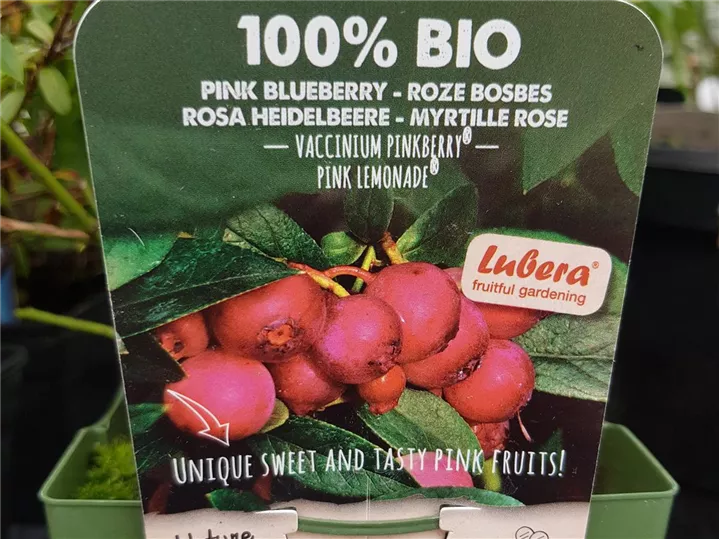 100% BIO
PINK BLUEBERRY - ROZE BOSBES
ROSA HEIDELBEERE - MYRTILLE ROSE
— VACCINIUM PINKBERRY® —
PINK LEMONADE®
Lubera®
fruitful gardening
UNIQUE SWEET AND TASTY PINK FRUITS!